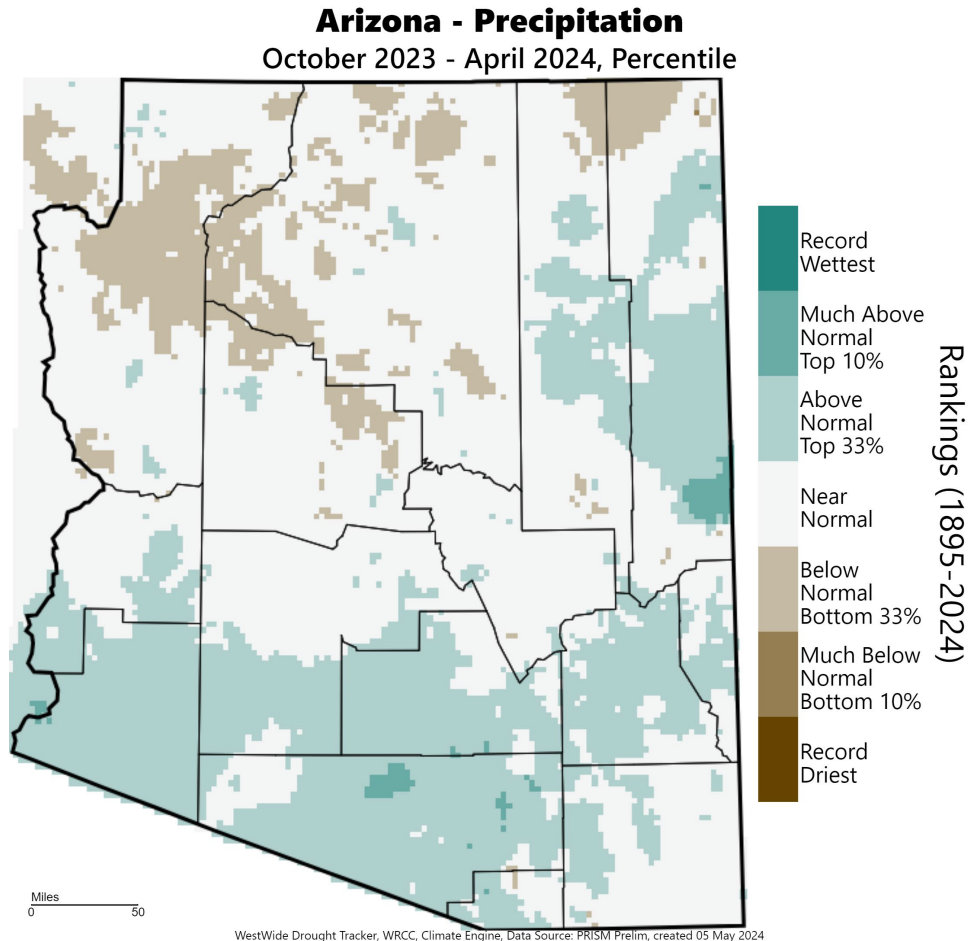 Arizona - Precipitation
October 2023 - April 2024, Percentile
Record
Wettest
Much Above
Normal
Top 10%
Above
Normal
Top 33%
Near
Normal
Below
Normal
Bottom 33%
Much Below
Normal
Bottom 10%
Record
Driest
Rankings (1895-2024)
Miles
0 50
WestWide Drought Tracker, WRCC, Climate Engine, Data Source: PRISM Prelim, created 05 May 2024